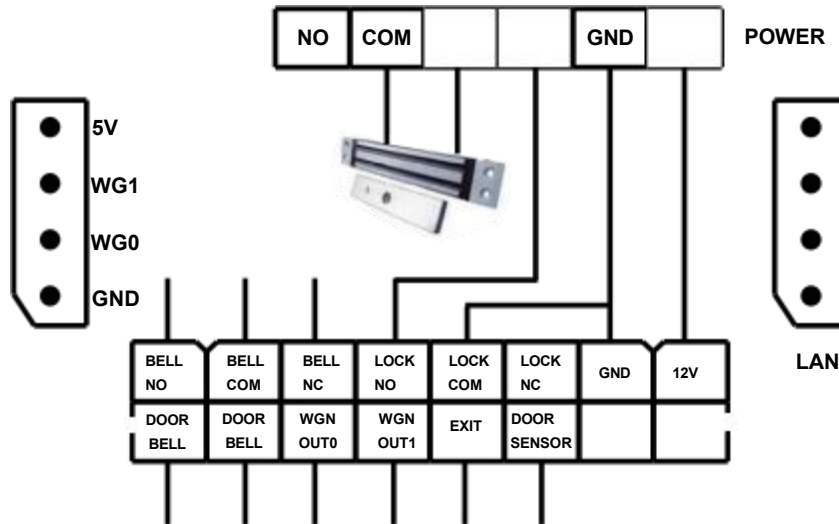 NO COM GND POWER
5V
WG1
WG0
GND
LAN
BELL NO
BELL COM
BELL NC
LOCK NO
LOCK COM
LOCK NC
GND
12V
DOOR BELL
DOOR BELL
WGN OUT0
WGN OUT1
EXIT
DOOR SENSOR